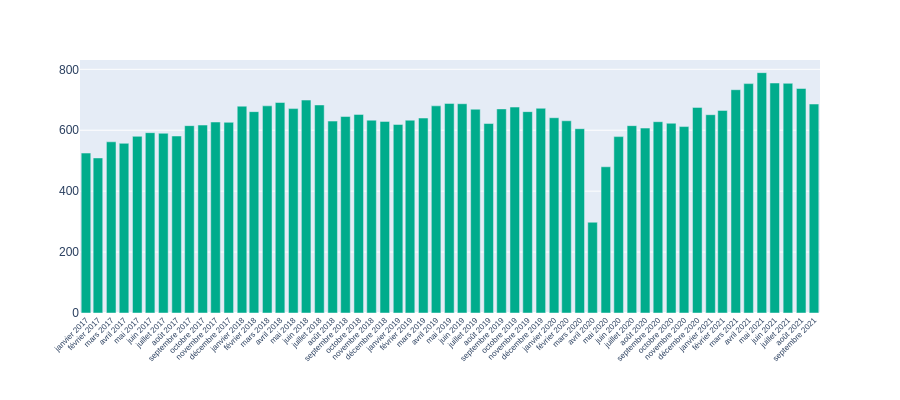 800
600
400
200
0
janvier 2017
février 2017
mars 2017
avril 2017
mai 2017
juin 2017
juillet 2017
août 2017
septembre 2017
octobre 2017
novembre 2017
décembre 2017
janvier 2018
février 2018
mars 2018
avril 2018
mai 2018
juin 2018
juillet 2018
août 2018
septembre 2018
octobre 2018
novembre 2018
décembre 2018
janvier 2019
février 2019
mars 2019
avril 2019
mai 2019
juin 2019
juillet 2019
août 2019
septembre 2019
octobre 2019
novembre 2019
décembre 2019
janvier 2020
février 2020
mars 2020
avril 2020
mai 2020
juin 2020
juillet 2020
août 2020
septembre 2020
octobre 2020
novembre 2020
décembre 2020
janvier 2021
février 2021
mars 2021
avril 2021
mai 2021
juin 2021
juillet 2021
août 2021
septembre 2021